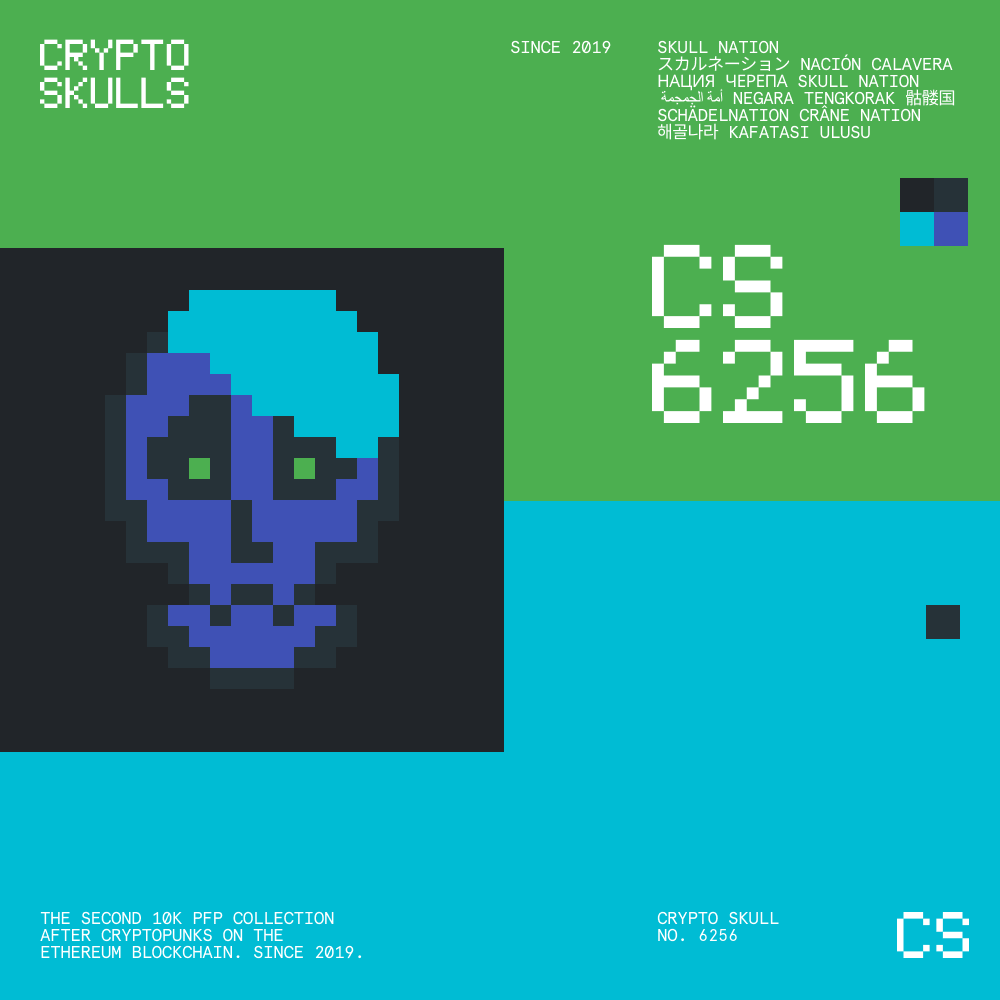 CRYPTO
SKULLS
SINCE 2019
SKULL NATION
スカルネーション NACIÓN CALAVERA
НАЦИЯ ЧЕРЕПА SKULL NATION
أمة الجمجمة NEGARA TENGKORAK 骷髅国
SCHÄDELNATION CRÂNE NATION
해골나라 KAFATASI ULUSU
CS
6256
THE SECOND 10K PFP COLLECTION
AFTER CRYPTOPUNKS ON THE
ETHEREUM BLOCKCHAIN. SINCE 2019.
CRYPTO SKULL
NO. 6256
CS